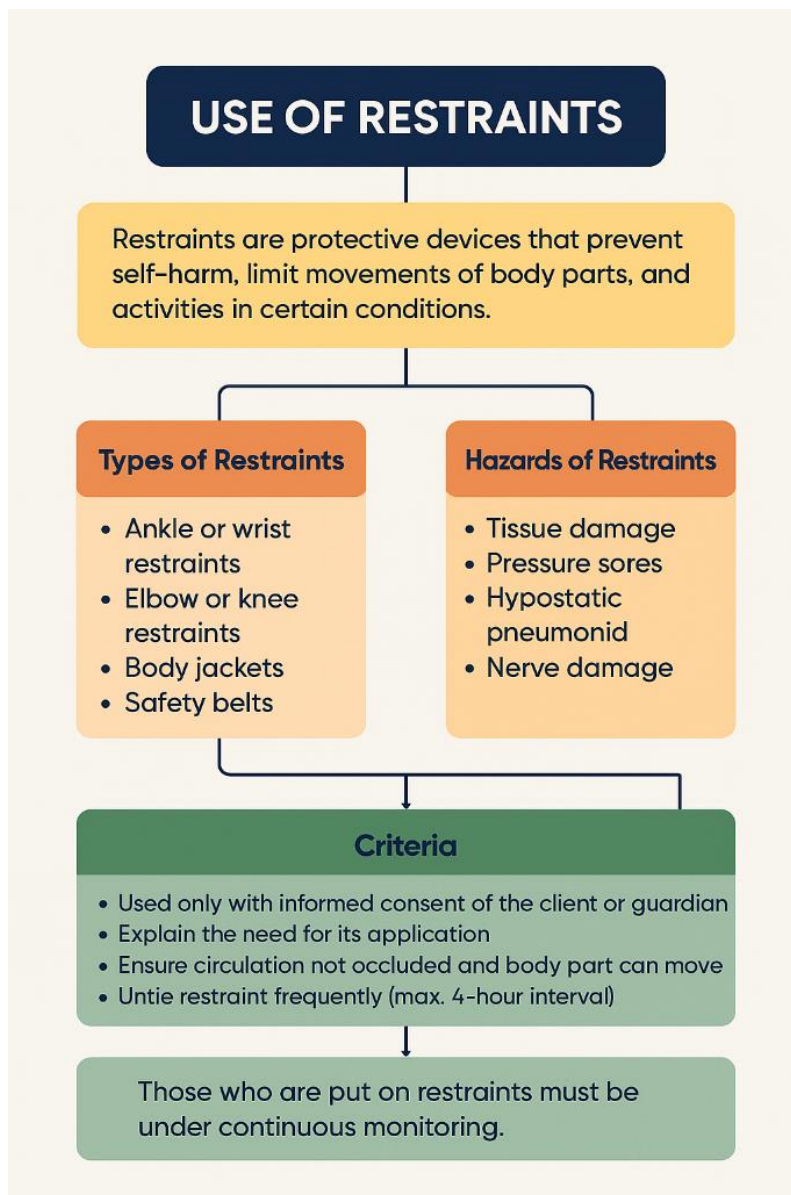 USE OF RESTRAINTS
Restraints are protective devices that prevent
self-harm, limit movements of body parts, and
activities in certain conditions.
Types of Restraints
• Ankle or wrist
restraints
• Elbow or knee
restraints
• Body jackets
• Safety belts
Hazards of Restraints
• Tissue damage
• Pressure sores
• Hypostatic
pneumonid
• Nerve damage
Criteria
• Used only with informed consent of the client or guardian
• Explain the need for its application
• Ensure circulation not occluded and body part can move
• Untie restraint frequently (max. 4-hour interval)
Those who are put on restraints must be
under continuous monitoring.